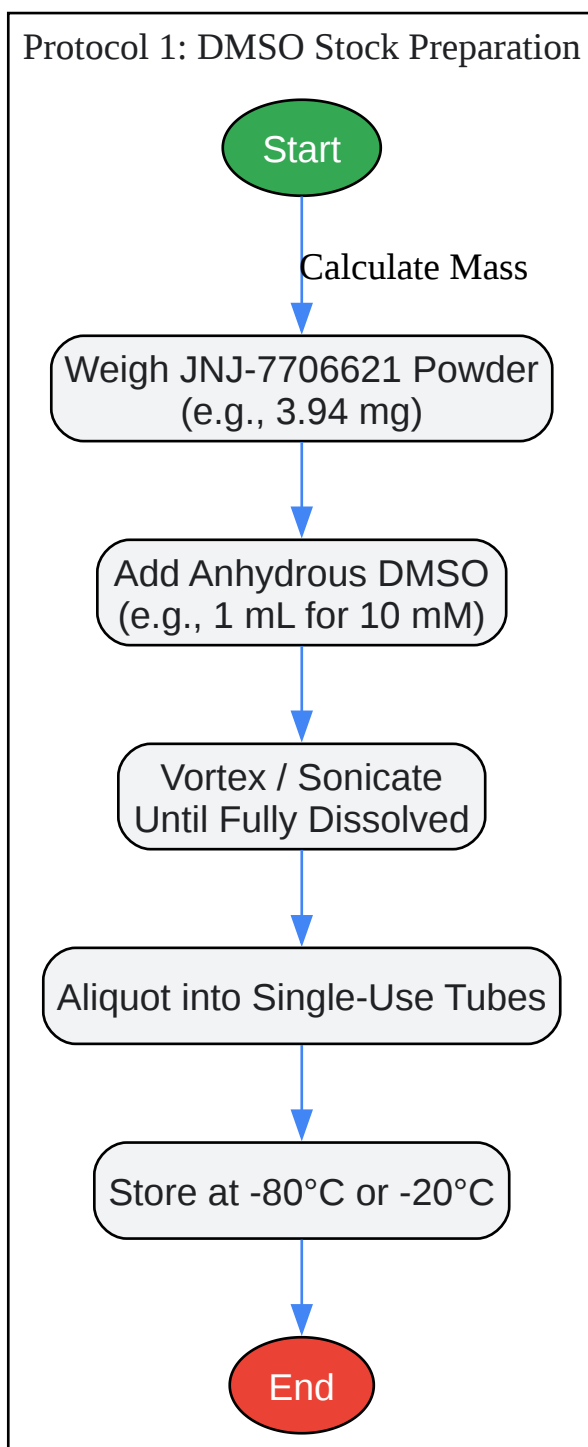 Protocol 1: DMSO Stock Preparation
Start
Calculate Mass
Weigh JNJ-7706621 Powder
(e.g., 3.94 mg)
Add Anhydrous DMSO
(e.g., 1 mL for 10 mM)
Vortex / Sonicate
Until Fully Dissolved
Aliquot into Single-Use Tubes
Store at -80°C or -20°C
End